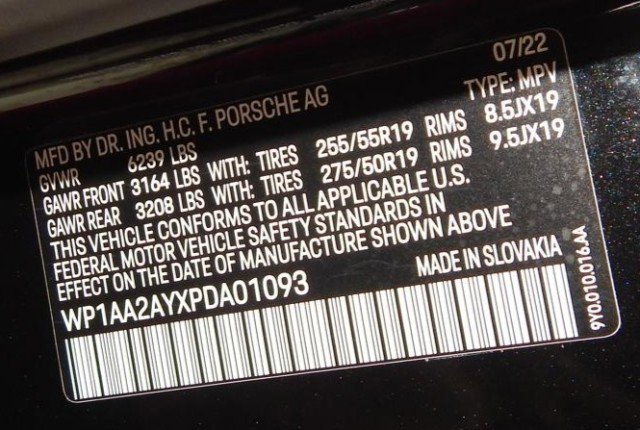 07/22
MFD BY DR. ING. H.C. F. PORSCHE AG TYPE: MPV
GVWR 6239 LBS
GAWR FRONT 3164 LBS WITH: TIRES 255/55R19 RIMS 8.5JX19
GAWR REAR 3208 LBS WITH: TIRES 275/50R19 RIMS 9.5JX19
THIS VEHICLE CONFORMS TO ALL APPLICABLE U.S.
FEDERAL MOTOR VEHICLE SAFETY STANDARDS IN
EFFECT ON THE DATE OF MANUFACTURE SHOWN ABOVE
WP1AA2AYXPDA01093 MADE IN SLOVAKIA
9Y0.010.016.AA